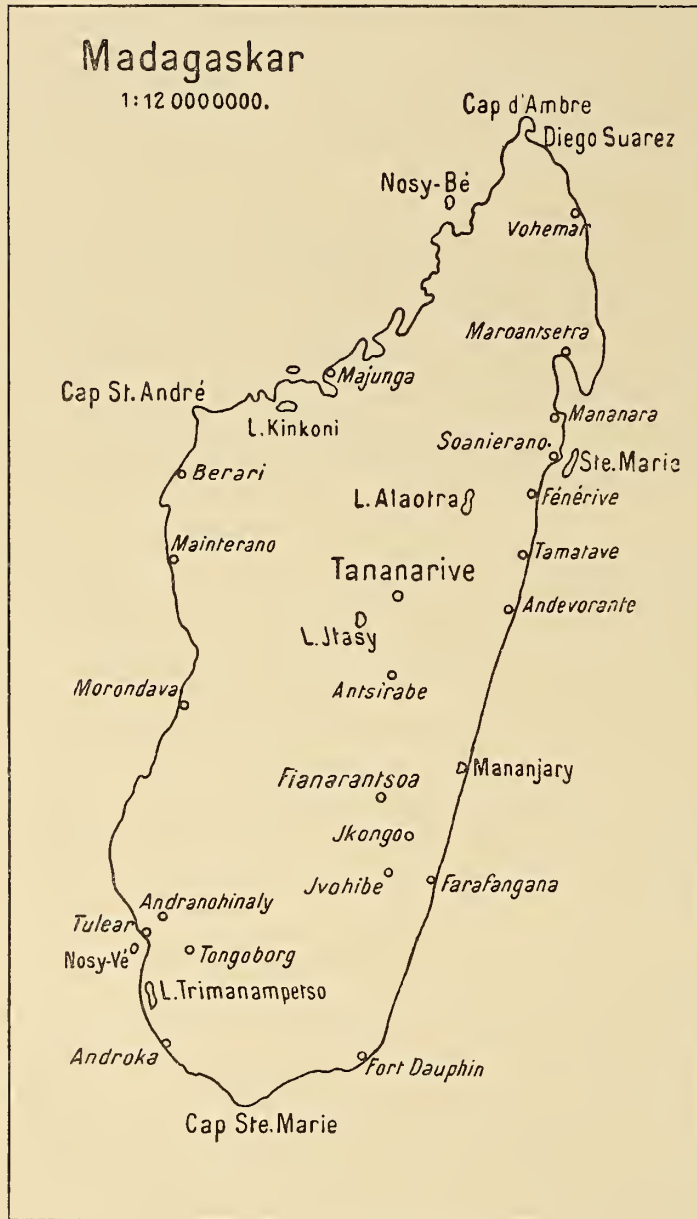 Madagaskar
1:120000000.
Cap d'Ambre
Diego Suarez
Nosy-Bé
Vohemar
Maroantsetra
Majunga
Cap St. André
Mananara
L. Kinkoni
Soanierano.
Ste. Marie
Berari
L. Alaotra
Fénérive
Mainterano
Tamatave
Tananarive
Andevorante
L. Jtasy
Antsirabe
Morondava
Mananjary
Fianarantsoa
Jkongo
Jvohibe
Farafangana
Andranohinaly
Tulear
Nosy-Vé
Tongoborg
L. Trimanampetso
Androka
Fort Dauphin
Cap Ste. Marie